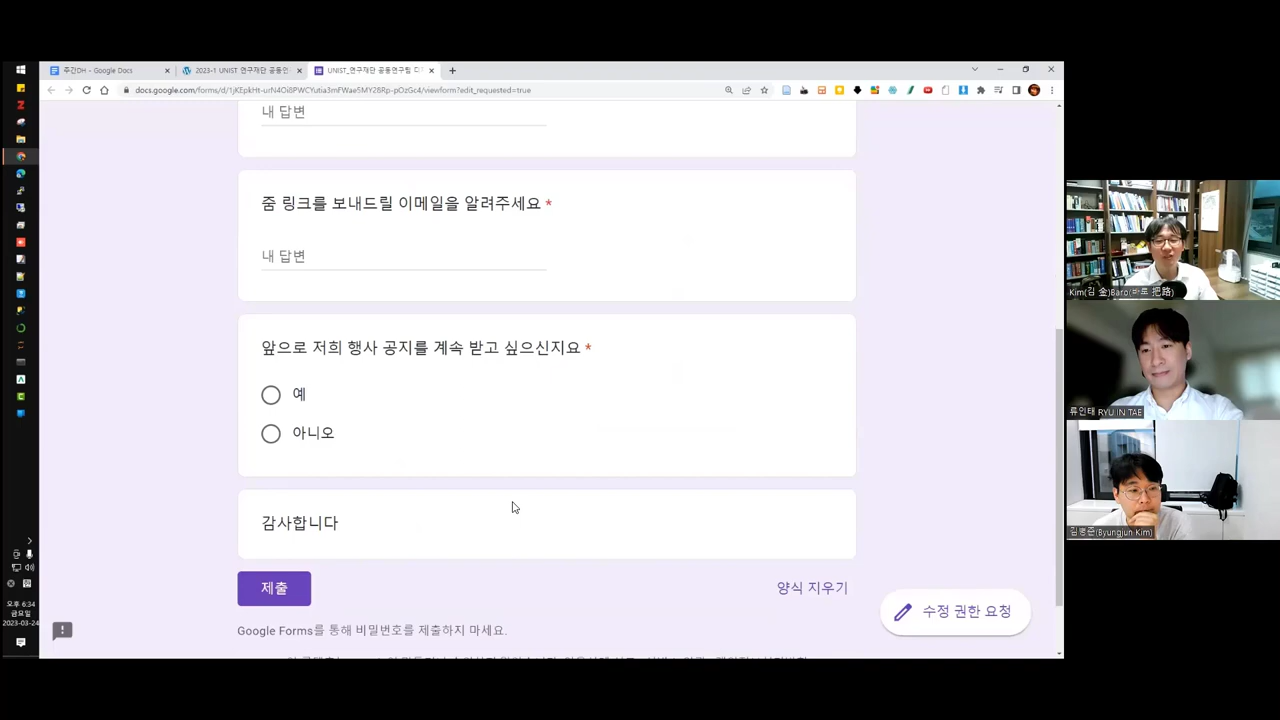 주간DH - Google Docs
2023-1 UNIST 연구재단 공동연
UNIST_연구재단 공동연구팀 디
docs.google.com/forms/d/1jKEpkHt-urN4Oi8PWCYutia3mFWae5MY28Rp-pOzGc4/viewform?edit_requested=true
내 답변
줌 링크를 보내드릴 이메일을 알려주세요 *
내 답변
앞으로 저희 행사 공지를 계속 받고 싶으신지요 *
예
아니오
감사합니다
제출
양식 지우기
수정 권한 요청
Google Forms를 통해 비밀번호를 제출하지 마세요.
오후 6:34
금요일
2023-03-24
Kim(김 金)Baro(바로 把路)
류인태 RYU IN TAE
김병준(Byungjun Kim)